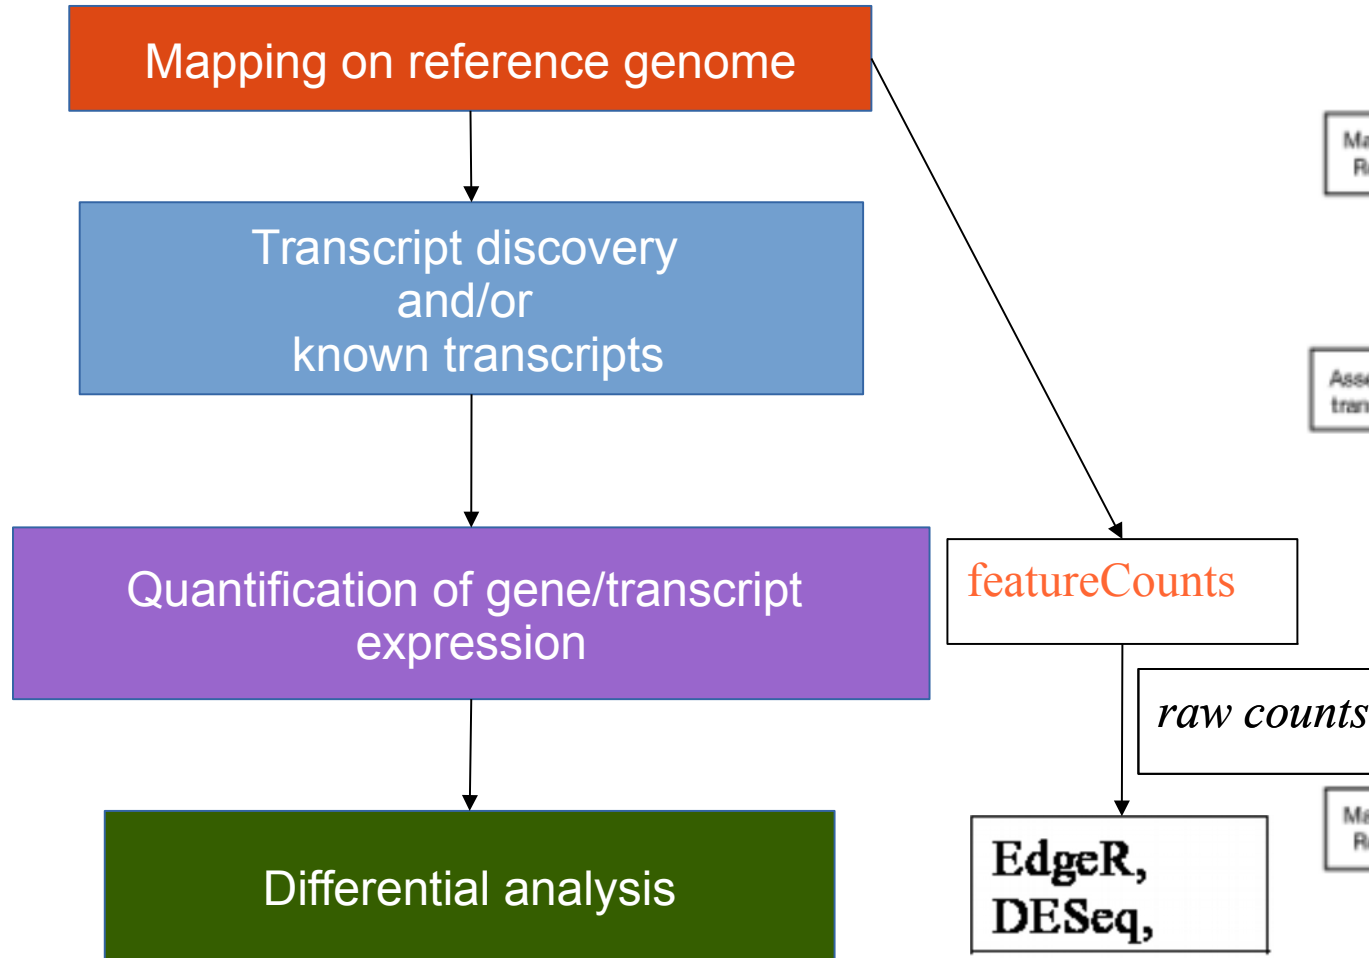 Mapping on reference genome
Transcript discovery
and/or
known transcripts
Quantification of gene/transcript
expression
featureCounts
raw counts
Differential analysis
EdgeR,
DESeq,